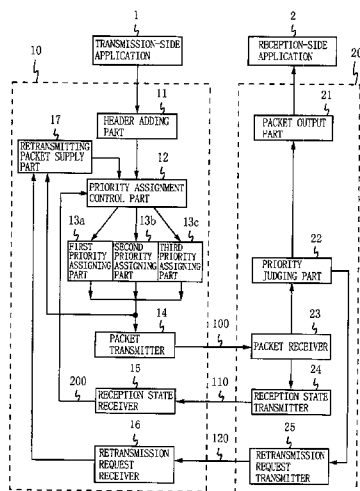 1
TRANSMISSION-SIDE
APPLICATION
2
RECEPTION-SIDE
APPLICATION
10
20
11
HEADER ADDING
PART
21
PACKET OUTPUT
PART
17
RETRANSMITTING
PACKET SUPPLY
PART
12
PRIORITY ASSIGNMENT
CONTROL PART
13a
13b
13c
FIRST PRIORITY ASSIGNING PART
SECOND PRIORITY ASSIGNING PART
THIRD PRIORITY ASSIGNING PART
22
PRIORITY
JUDGING PART
14
PACKET
TRANSMITTER
100
23
PACKET RECEIVER
200
15
RECEPTION STATE
RECEIVER
110
24
RECEPTION STATE
TRANSMITTER
16
RETRANSMISSION
REQUEST
RECEIVER
120
25
RETRANSMISSION
REQUEST
TRANSMITTER